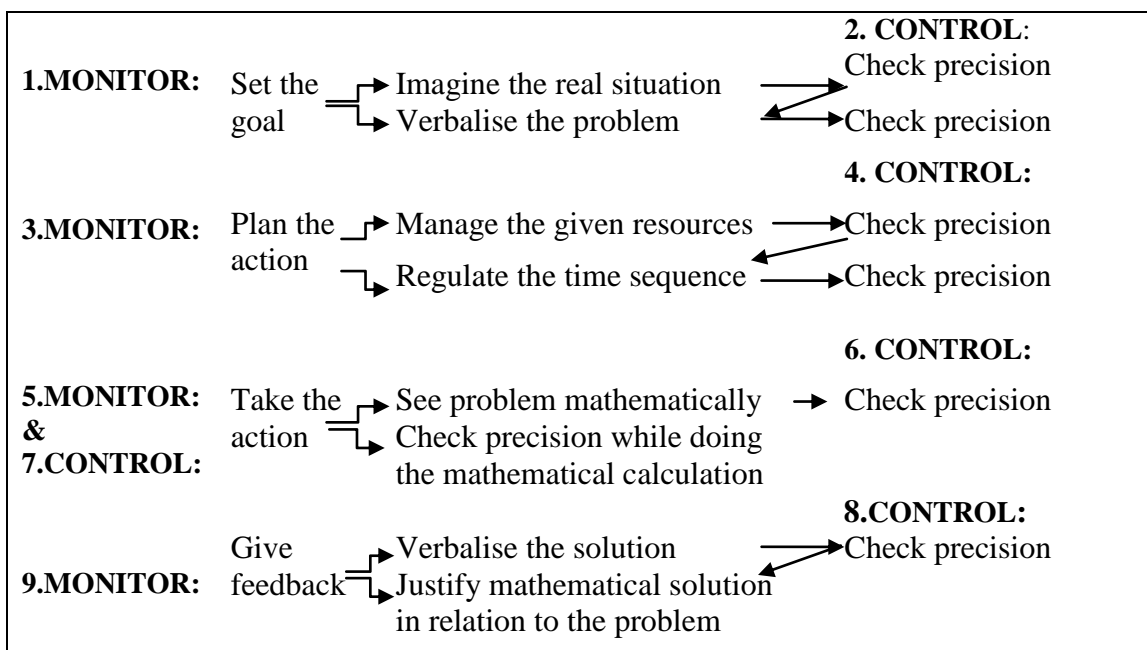 2. CONTROL:
1.MONITOR: Set the goal Imagine the real situation Check precision
Verbalise the problem Check precision
4. CONTROL:
3.MONITOR: Plan the action Manage the given resources Check precision
Regulate the time sequence Check precision
6. CONTROL:
5.MONITOR: & 7.CONTROL: Take the action See problem mathematically Check precision
Check precision while doing
the mathematical calculation
8.CONTROL:
9.MONITOR: Give feedback Verbalise the solution Check precision
Justify mathematical solution
in relation to the problem